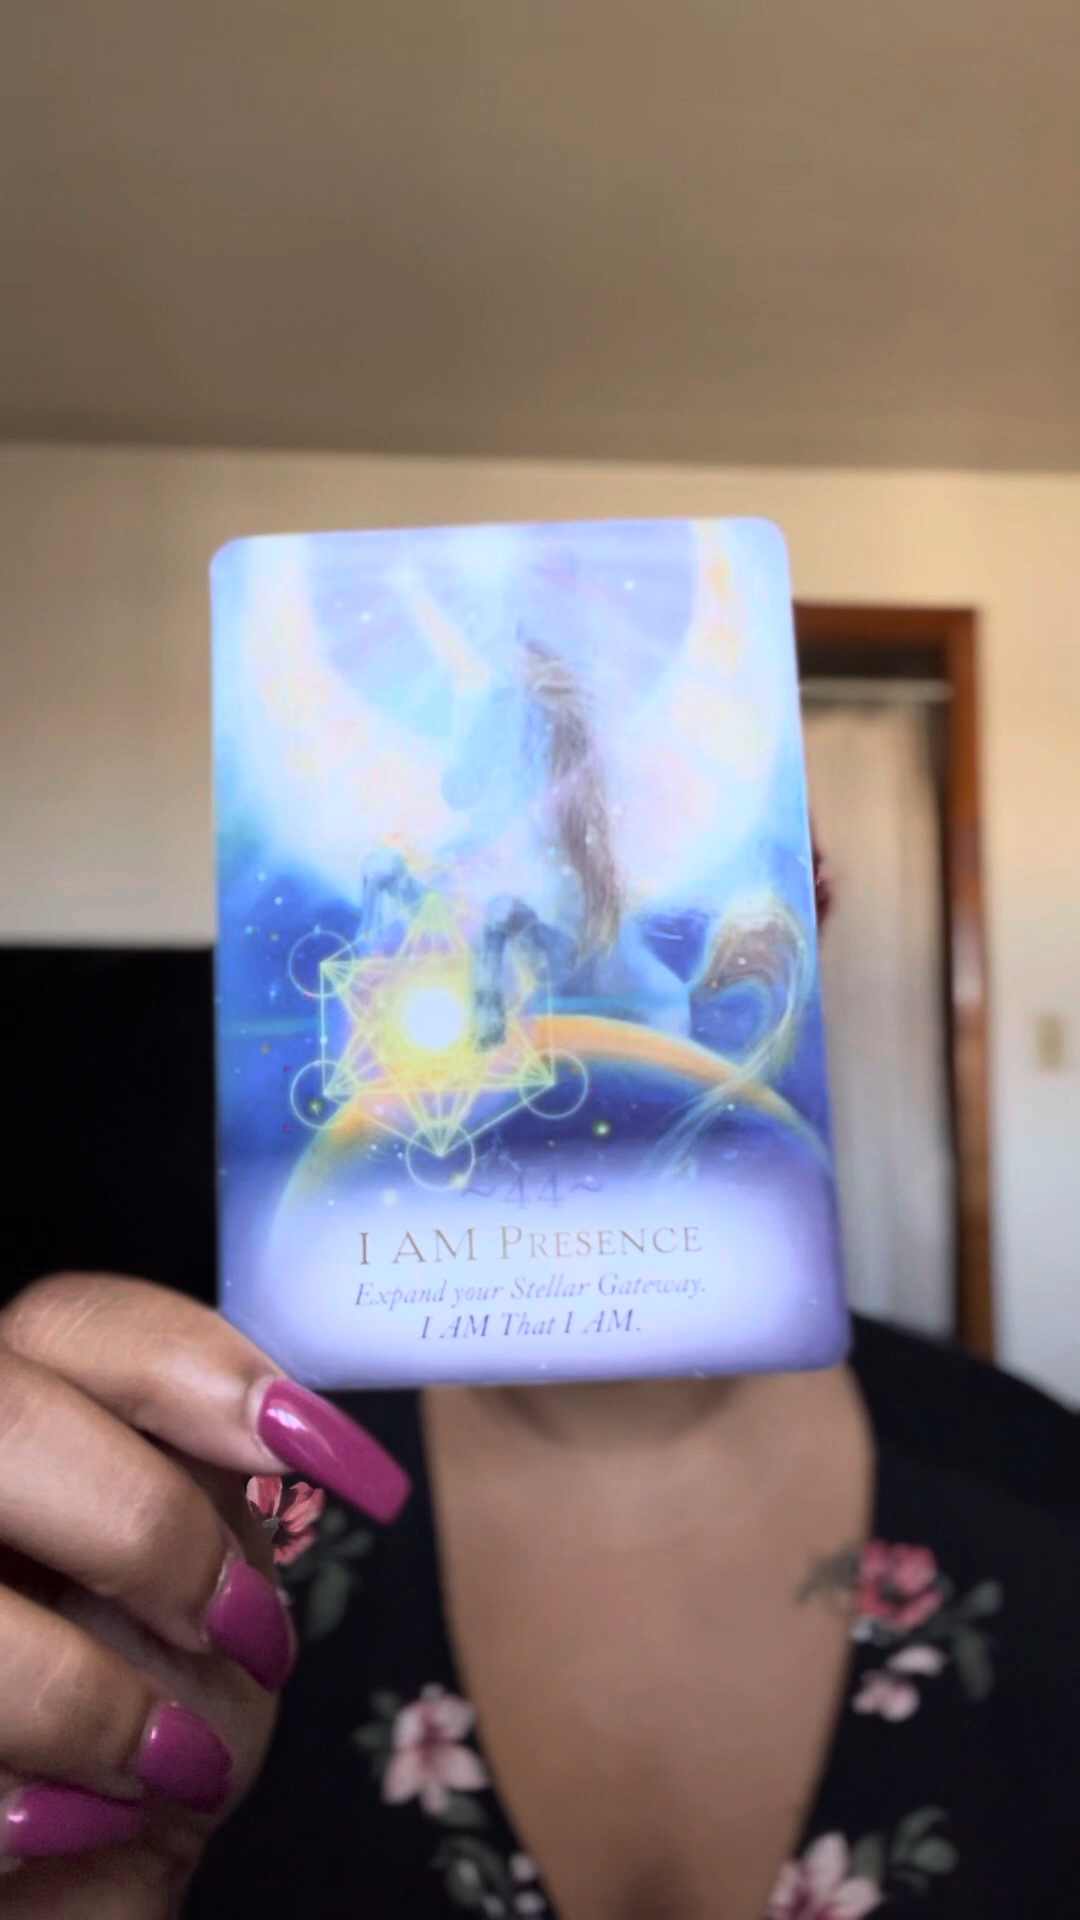 ~44~
I AM PRESENCE
Expand your Stellar Gateway.
I AM That I AM.